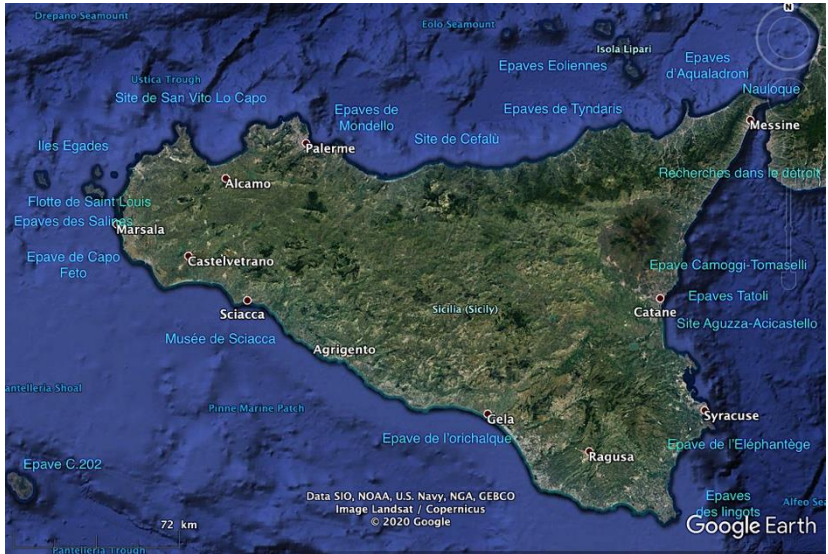 Drepano Seamount
Eolo Seamount
N
Isola Lipari
Epaves Eoliennes
Epaves
d'Aqualadroni
Ustica Trough
Nauloque
Site de San Vito Lo Capo
Epaves de
Mondello
Epaves de Tyndaris
Messine
Site de Cefalù
Iles Egades
Palerme
Recherches dans le détroit
Alcamo
Flotte de Saint Louis
Epaves des Salines
Marsala
Epave de Capo
Feto
Castelvetrano
Epave Camoggi-Tomaselli
Epaves Tatoli
Sciacca
Sicilia (Sicily)
Catane
Site Aguzza-Acicastello
Musée de Sciacca
Agrigento
Pantelleria Shoal
Pinne Marine Patch
Gela
Syracuse
Epave de l'orichalque
Epave de l'Eléphantège
Ragusa
Epave C.202
Data SIO, NOAA, U.S. Navy, NGA, GEBCO
Image Landsat / Copernicus
© 2020 Google
Epaves
des lingots
Alfeo Sea
72 km
Google Earth
Pantelleria Trough